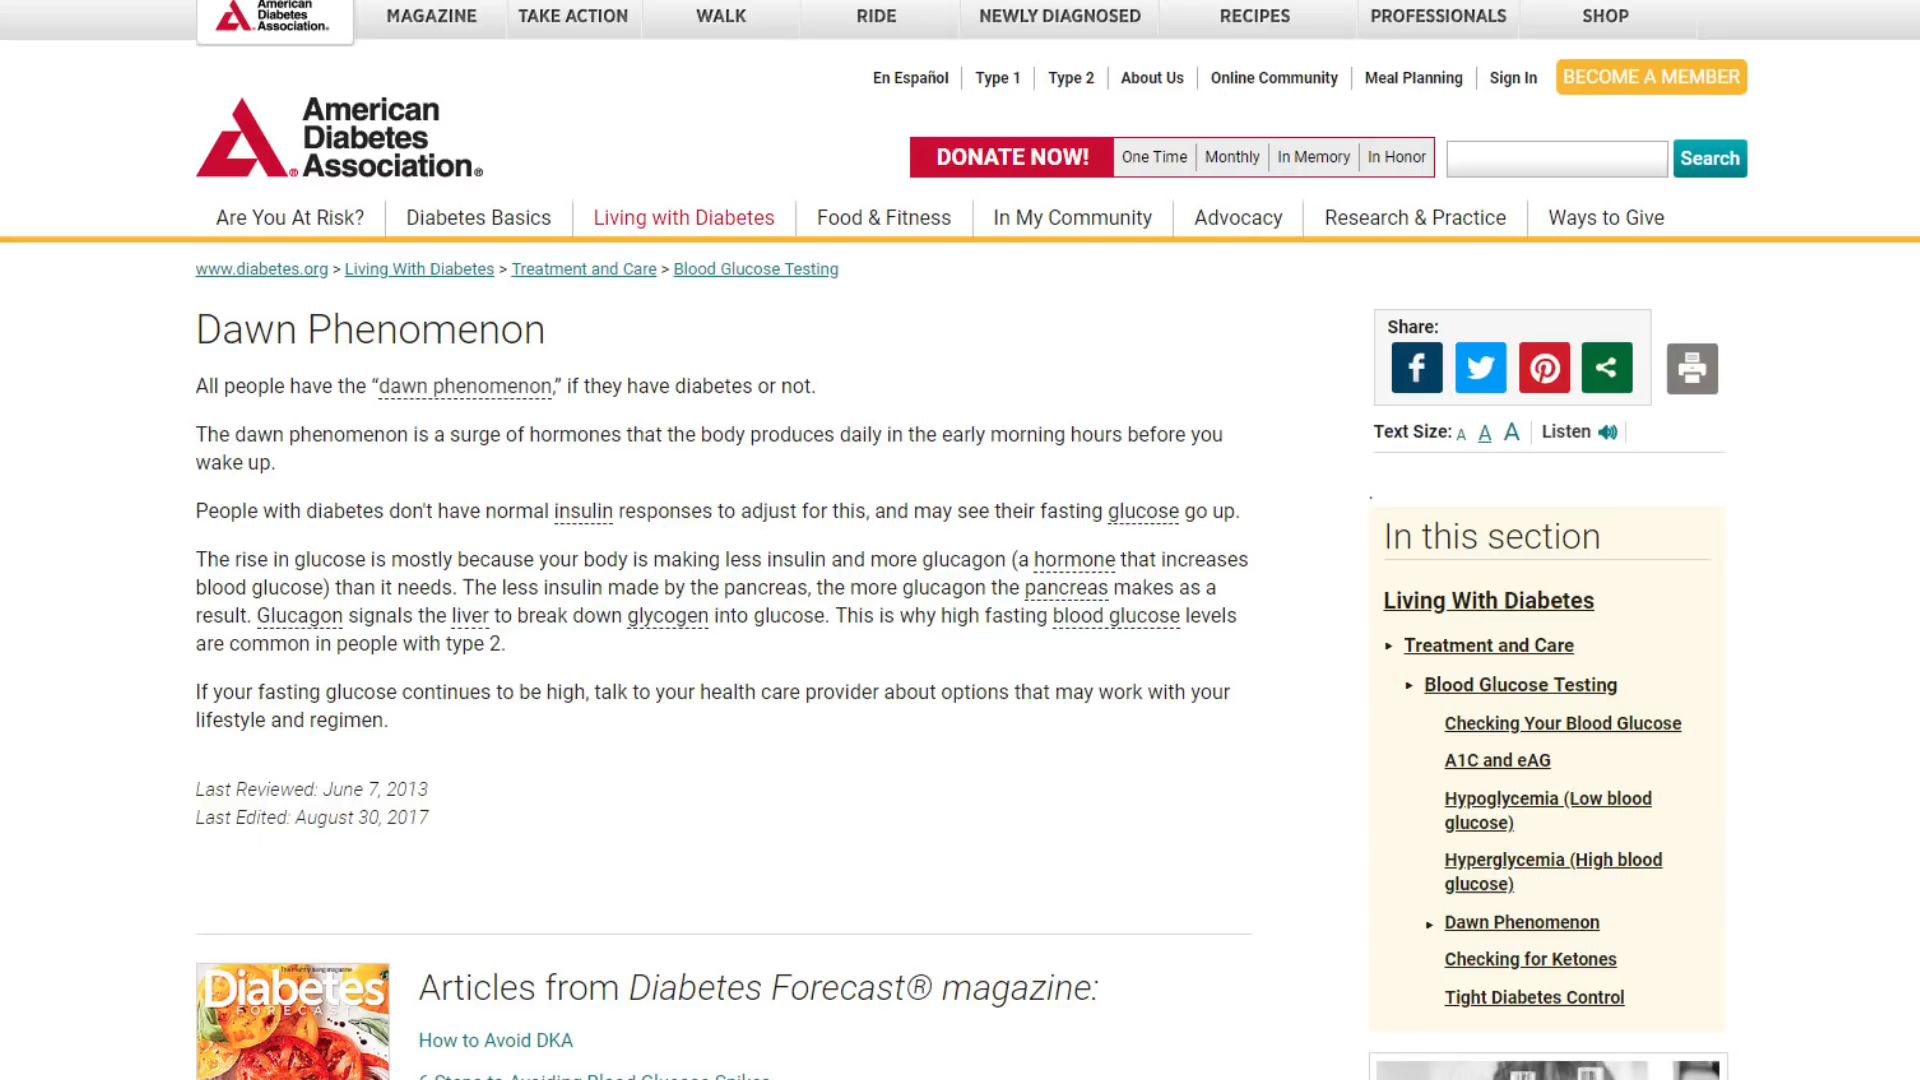 American
Diabetes
Association.
MAGAZINE
TAKE ACTION
WALK
RIDE
NEWLY DIAGNOSED
RECIPES
PROFESSIONALS
SHOP
En Español
Type 1
Type 2
About Us
Online Community
Meal Planning
Sign In
BECOME A MEMBER
American
Diabetes
Association®
DONATE NOW!
One Time
Monthly
In Memory
In Honor
Search
Are You At Risk?
Diabetes Basics
Living with Diabetes
Food & Fitness
In My Community
Advocacy
Research & Practice
Ways to Give
www.diabetes.org > Living With Diabetes > Treatment and Care > Blood Glucose Testing
Dawn Phenomenon
All people have the “dawn phenomenon,” if they have diabetes or not.
The dawn phenomenon is a surge of hormones that the body produces daily in the early morning hours before you
wake up.
People with diabetes don't have normal insulin responses to adjust for this, and may see their fasting glucose go up.
The rise in glucose is mostly because your body is making less insulin and more glucagon (a hormone that increases
blood glucose) than it needs. The less insulin made by the pancreas, the more glucagon the pancreas makes as a
result. Glucagon signals the liver to break down glycogen into glucose. This is why high fasting blood glucose levels
are common in people with type 2.
If your fasting glucose continues to be high, talk to your health care provider about options that may work with your
lifestyle and regimen.
Last Reviewed: June 7, 2013
Last Edited: August 30, 2017
Share:
Text Size: A A A
Listen
In this section
Living With Diabetes
Treatment and Care
Blood Glucose Testing
Checking Your Blood Glucose
A1C and eAG
Hypoglycemia (Low blood
glucose)
Hyperglycemia (High blood
glucose)
Dawn Phenomenon
Checking for Ketones
Tight Diabetes Control
Diabetes
FORECAST
Articles from Diabetes Forecast® magazine:
How to Avoid DKA
6 Steps to Avoiding Blood Glucose Spikes